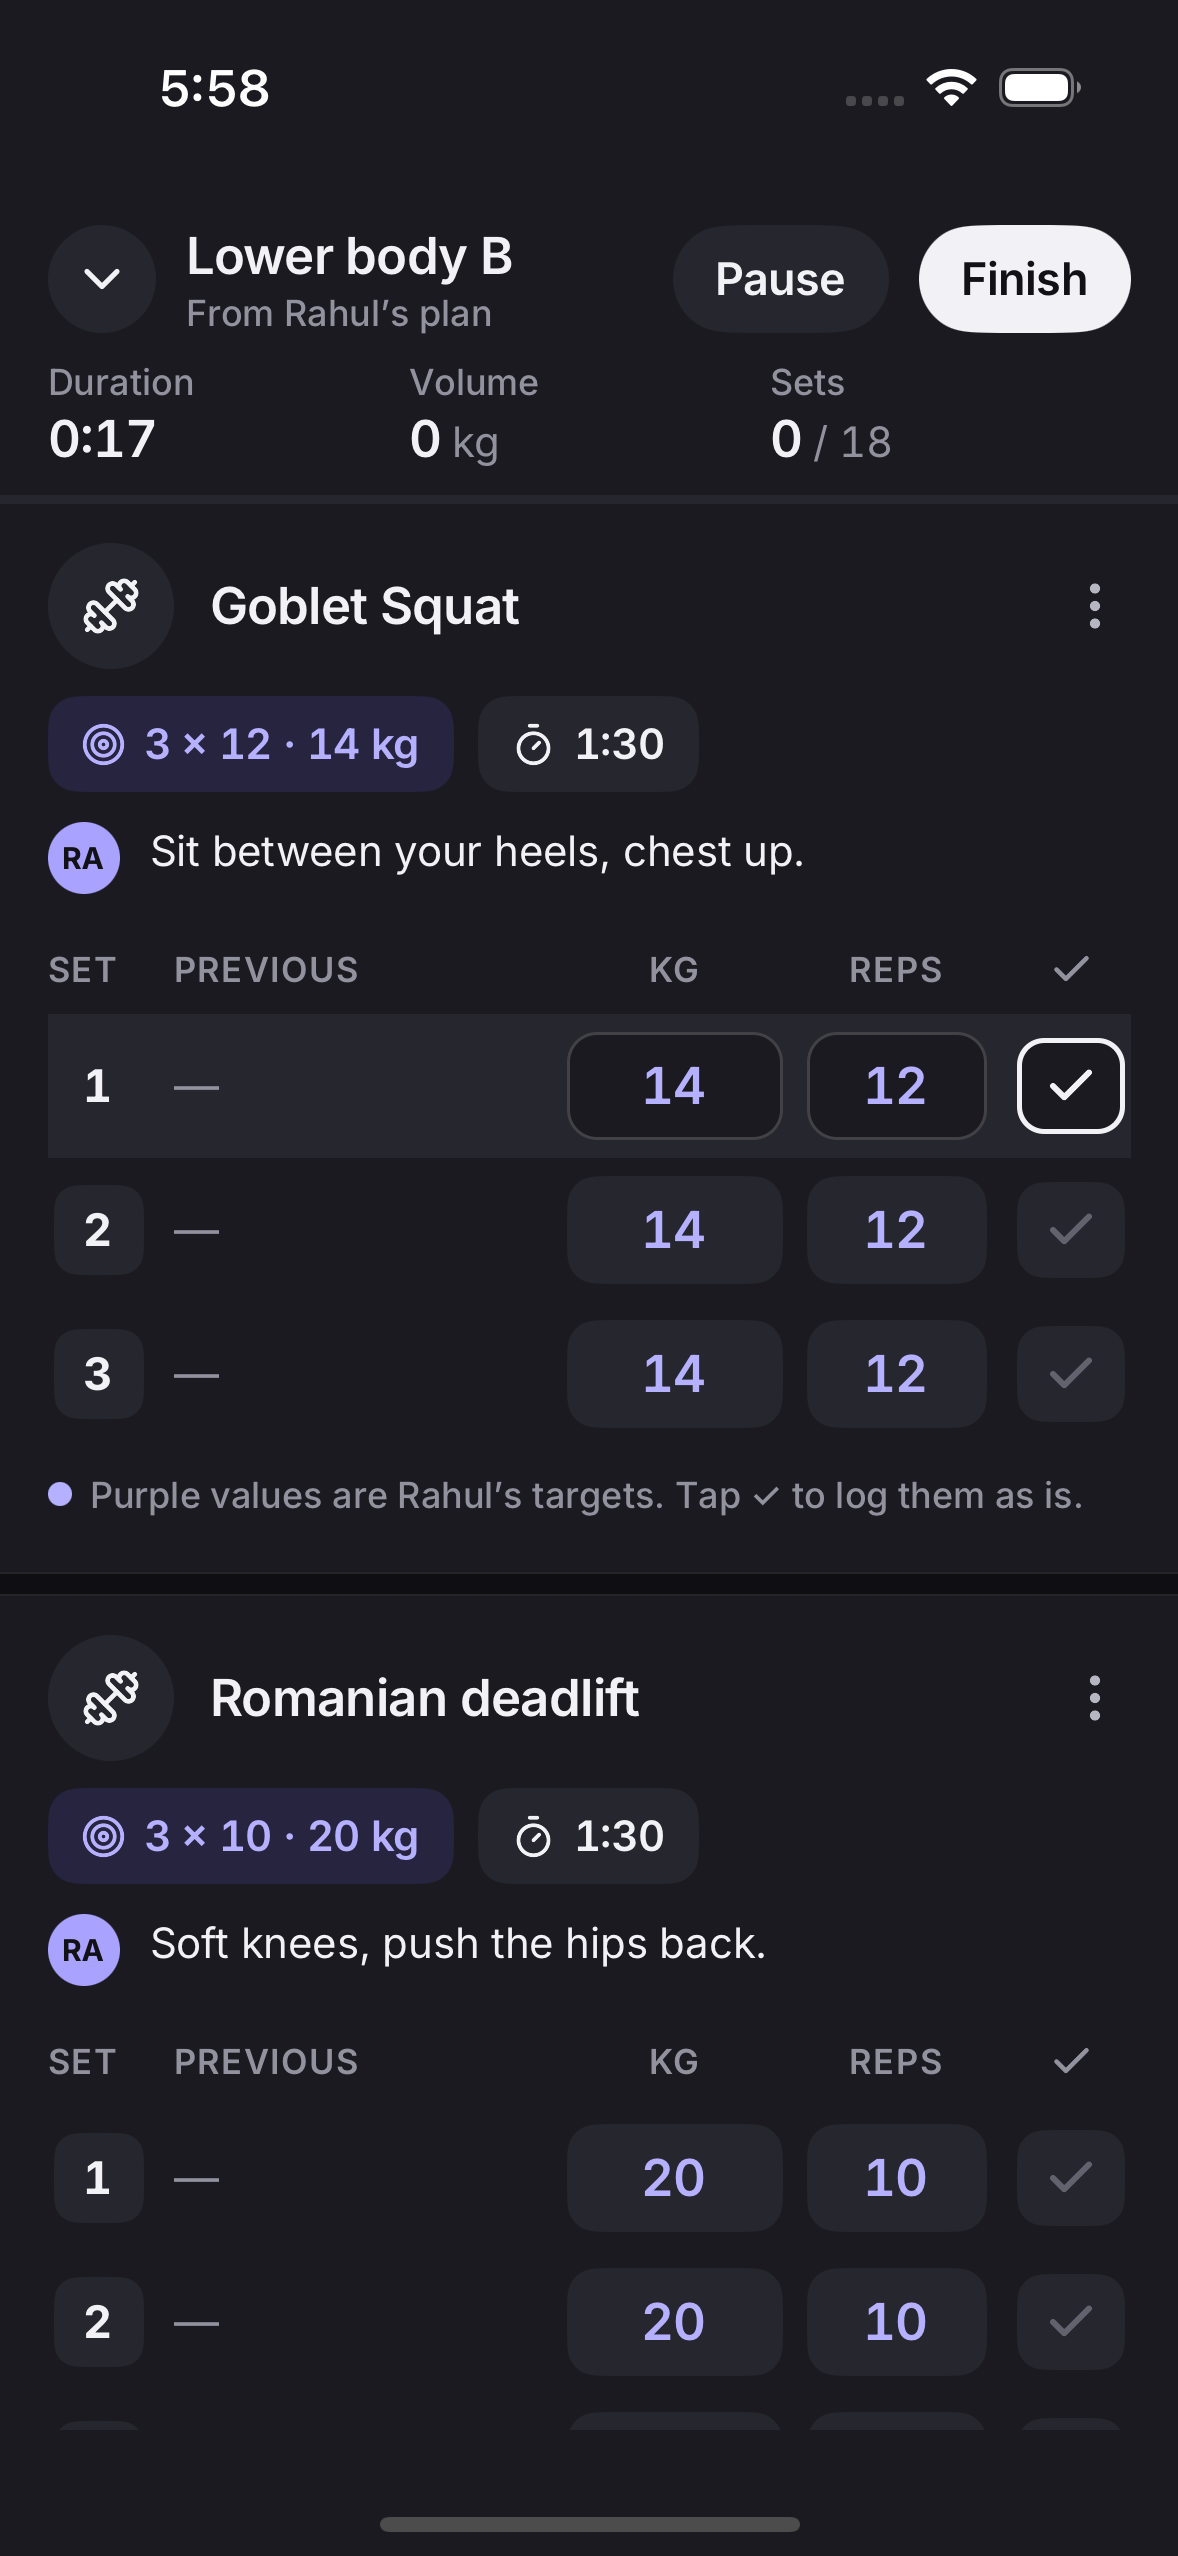 5:58
Lower body B
From Rahul’s plan
Pause
Finish
Duration
Volume
Sets
0:17
0 kg
0 / 18
Goblet Squat
3 × 12 · 14 kg
1:30
RA
Sit between your heels, chest up.
SET PREVIOUS KG REPS ✓
1 — 14 12 ✓
2 — 14 12 ✓
3 — 14 12 ✓
Purple values are Rahul’s targets. Tap ✓ to log them as is.
Romanian deadlift
3 × 10 · 20 kg
1:30
RA
Soft knees, push the hips back.
SET PREVIOUS KG REPS ✓
1 — 20 10 ✓
2 — 20 10 ✓